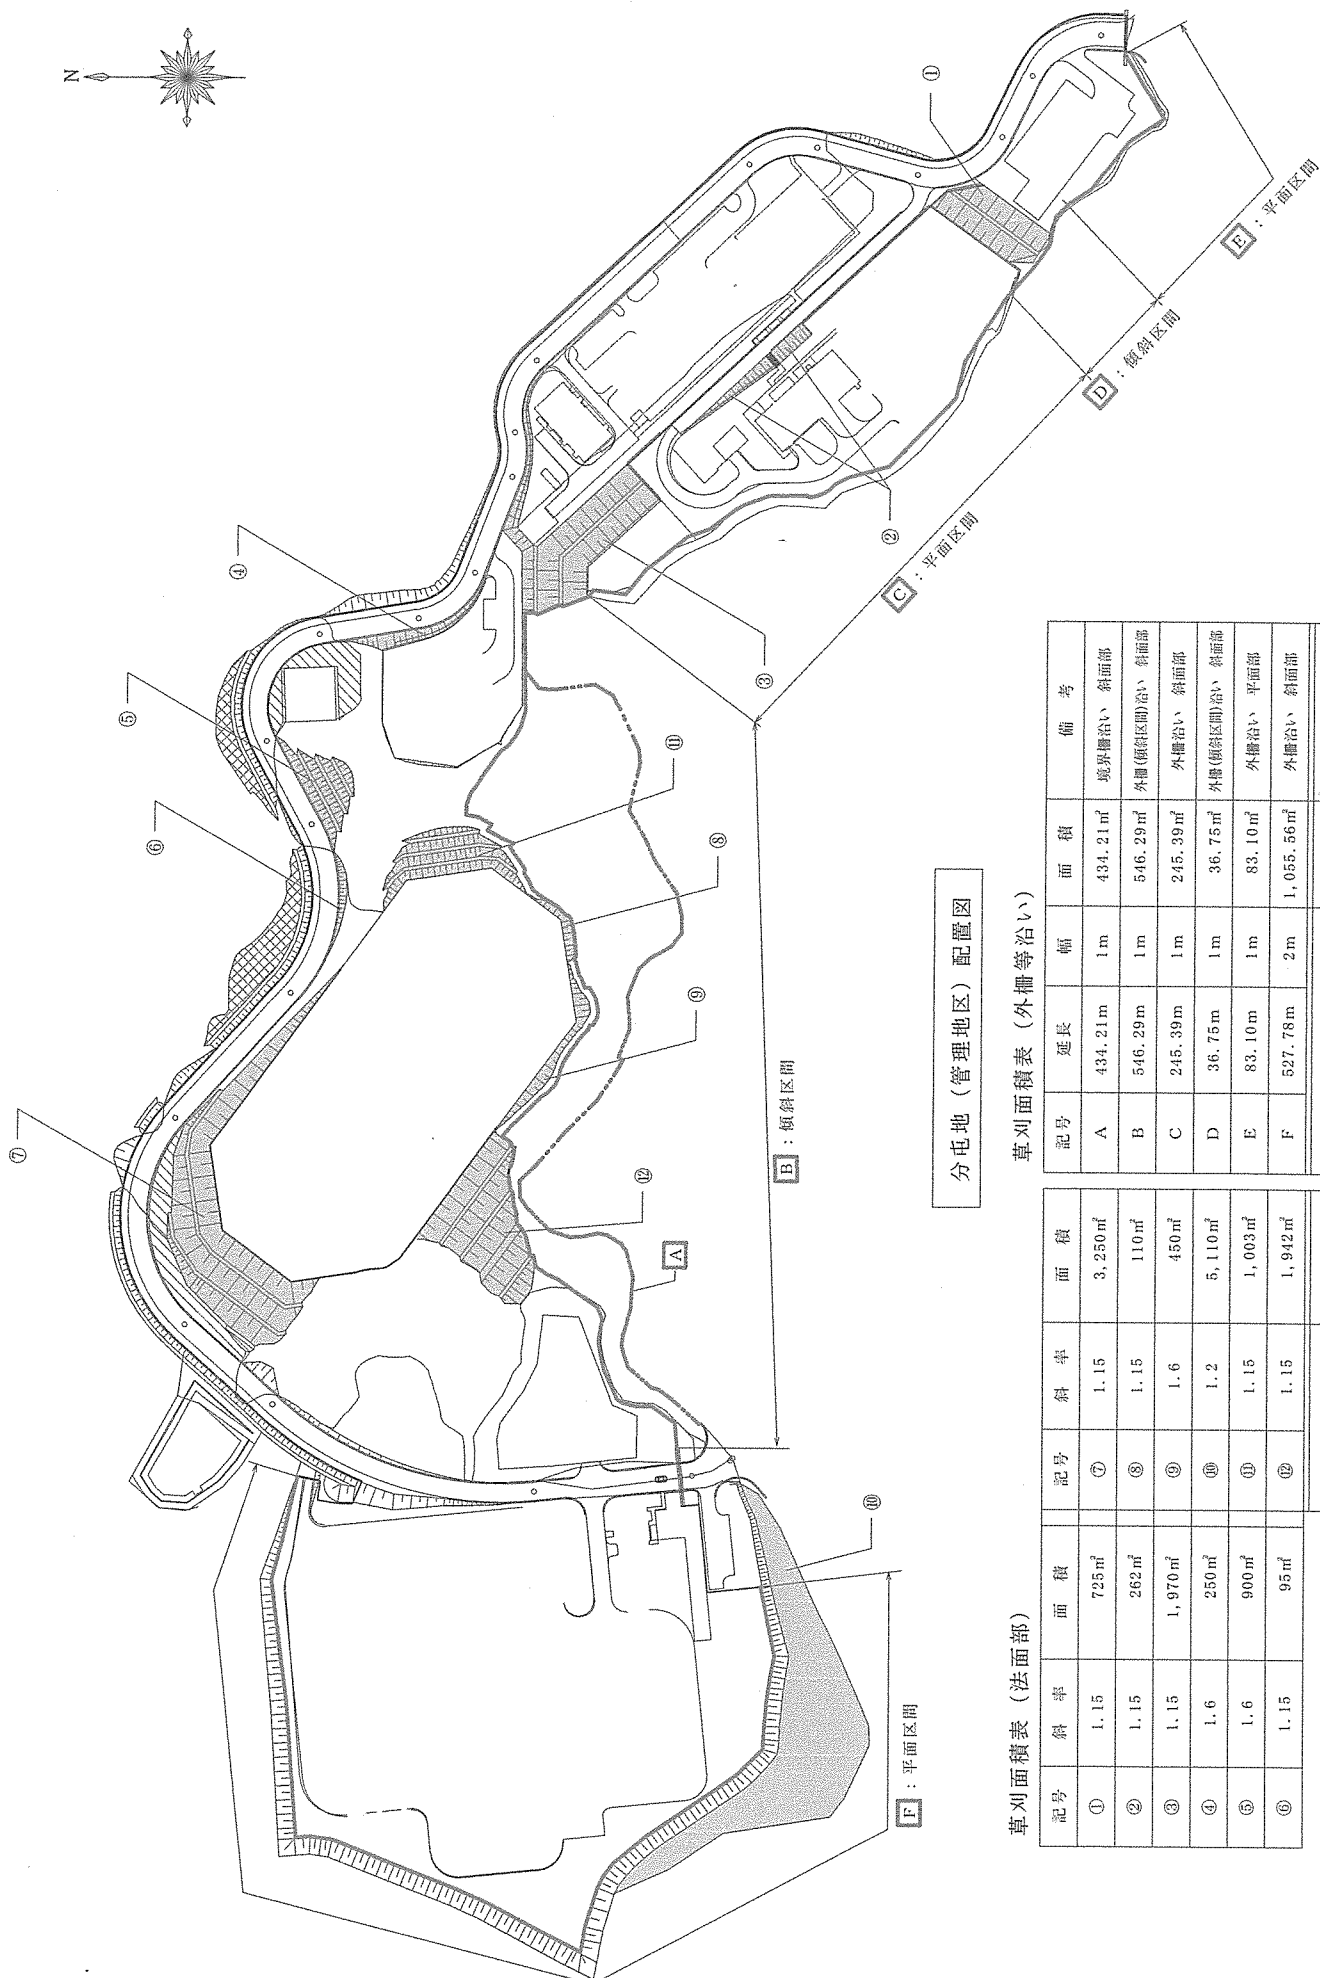 N
①
②
③
④
⑤
⑥
⑦
⑧
⑨
⑩
⑪
⑫
A
B：傾斜区間
C：平面区間
D：傾斜区間
E：平面区間
F：平面区間
分屯地（管理地区）配置図
草刈面積表（法面部）
記号 斜率 面積 記号 斜率 面積
① 1.15 725㎡ ⑦ 1.15 3,250㎡
② 1.15 262㎡ ⑧ 1.15 110㎡
③ 1.15 1,970㎡ ⑨ 1.6 450㎡
④ 1.6 250㎡ ⑩ 1.2 5,110㎡
⑤ 1.6 900㎡ ⑪ 1.15 1,003㎡
⑥ 1.15 95㎡ ⑫ 1.15 1,942㎡
草刈面積表（外柵等沿い）
記号 延長 幅 面積 備考
A 434.21m 1m 434.21㎡ 境界柵沿い 斜面部
B 546.29m 1m 546.29㎡ 外柵(傾斜区間)沿い 斜面部
C 245.39m 1m 245.39㎡ 外柵沿い 斜面部
D 36.75m 1m 36.75㎡ 外柵(傾斜区間)沿い 斜面部
E 83.10m 1m 83.10㎡ 外柵沿い 平面部
F 527.78m 2m 1,055.56㎡ 外柵沿い 斜面部